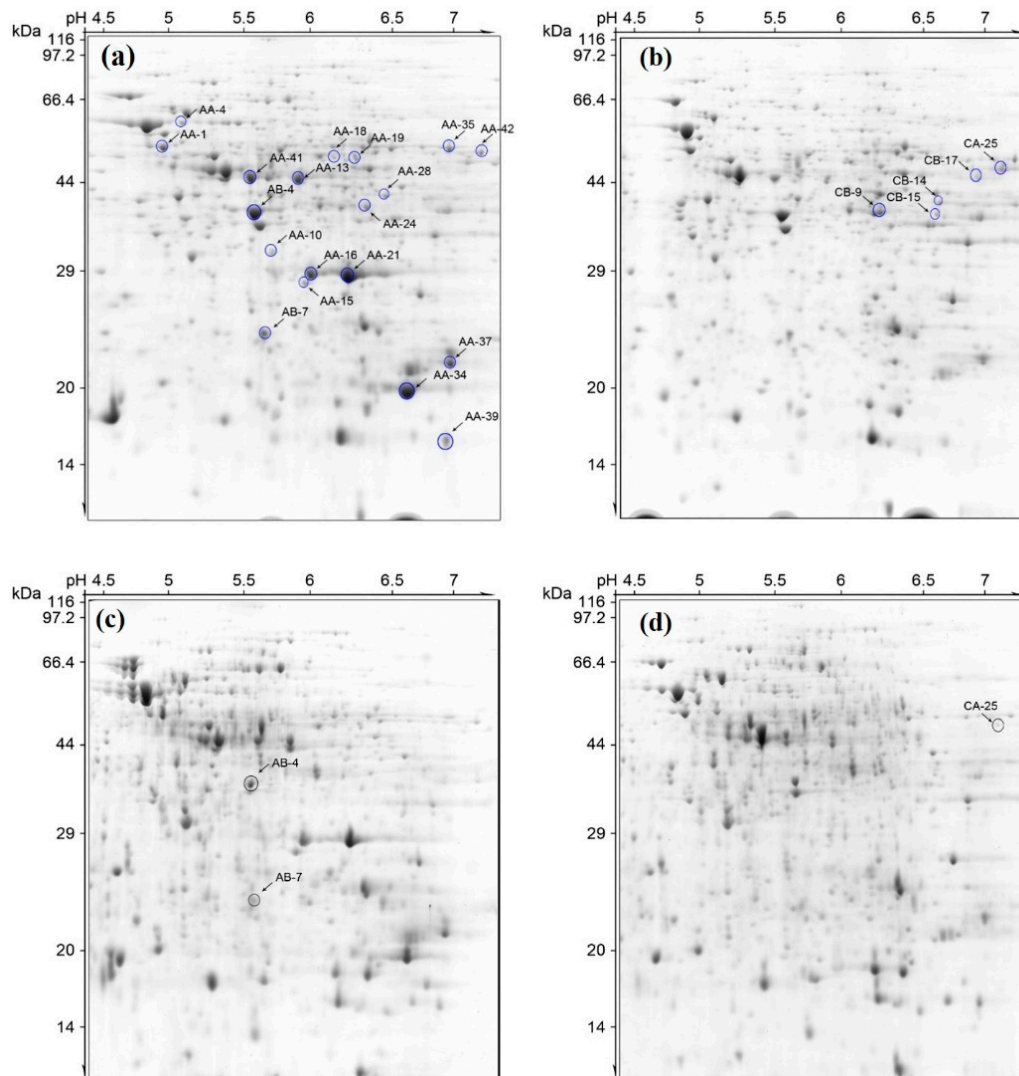 pH 4.5 5 5.5 6 6.5 7
kDa
116
97.2
66.4
44
29
20
14
(a)
AA-4
AA-1
AA-18
AA-19
AA-35
AA-42
AA-41
AA-13
AA-28
AB-4
AA-24
AA-10
AA-16
AA-21
AA-15
AB-7
AA-37
AA-34
AA-39
pH 4.5 5 5.5 6 6.5 7
kDa
116
97.2
66.4
44
29
20
14
(b)
CA-25
CB-17
CB-14
CB-9
CB-15
pH 4.5 5 5.5 6 6.5 7
kDa
116
97.2
66.4
44
29
20
14
(c)
AB-4
AB-7
pH 4.5 5 5.5 6 6.5 7
kDa
116
97.2
66.4
44
29
20
14
(d)
CA-25